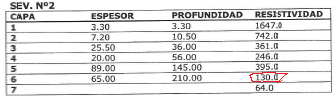 SEV. Nº2
CAPA ESPESOR PROFUNDIDAD RESISTIVIDAD
1 3.30 3.30 1647.0
2 7.20 10.50 742.0
3 25.50 36.00 361.0
4 20.00 56.00 246.0
5 89.00 145.00 395.0
6 65.00 210.00 130.0
7 64.0